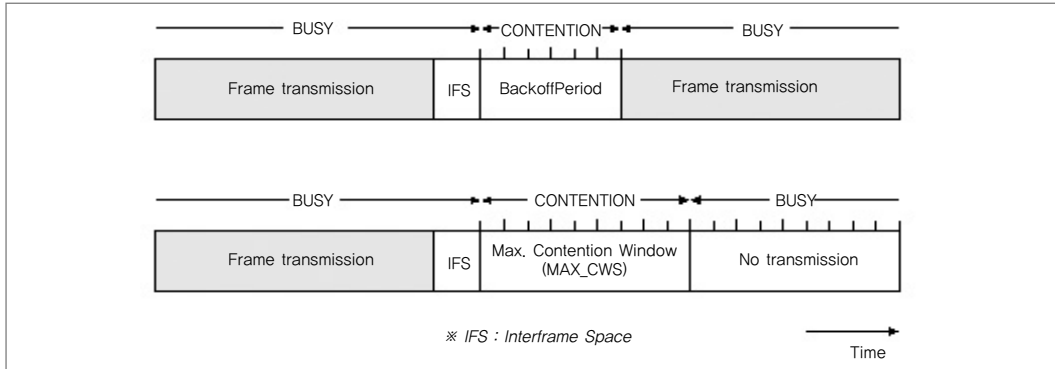 BUSY CONTENTION BUSY
Frame transmission IFS BackoffPeriod Frame transmission
BUSY CONTENTION BUSY
Frame transmission IFS Max. Contention Window (MAX_CWS) No transmission
※ IFS : Interframe Space
Time